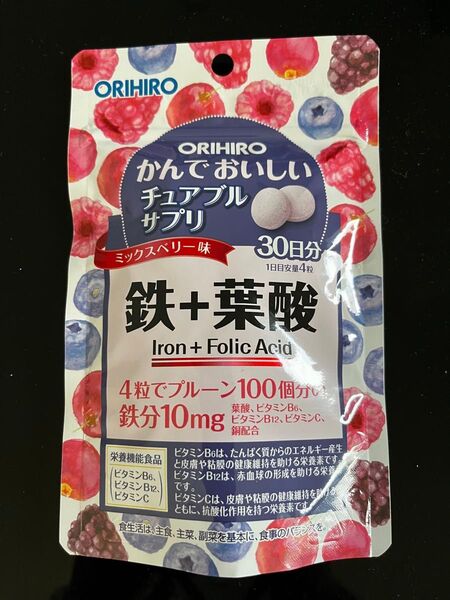 ORIHIRO
ORIHIRO
かんでおいしい
チュアブル
サプリ
ミックスベリー味
30日分
1日目安量4粒
鉄+葉酸
Iron+Folic Acid
4粒でプルーン100個分の
鉄分10mg
葉酸、ビタミンB6、
ビタミンB12、ビタミンC、
銅配合
栄養機能食品
ビタミンB6、
ビタミンB12、
ビタミンC
ビタミンB6は、たんぱく質からのエネルギー産生
と皮膚や粘膜の健康維持を助ける栄養素です。
ビタミンB12は、赤血球の形成を助ける栄養
です。
ビタミンCは、皮膚や粘膜の健康維持を助ける
ともに、抗酸化作用を持つ栄養素です。
食生活は、主食、主菜、副菜を基本に、食事のバランスを。